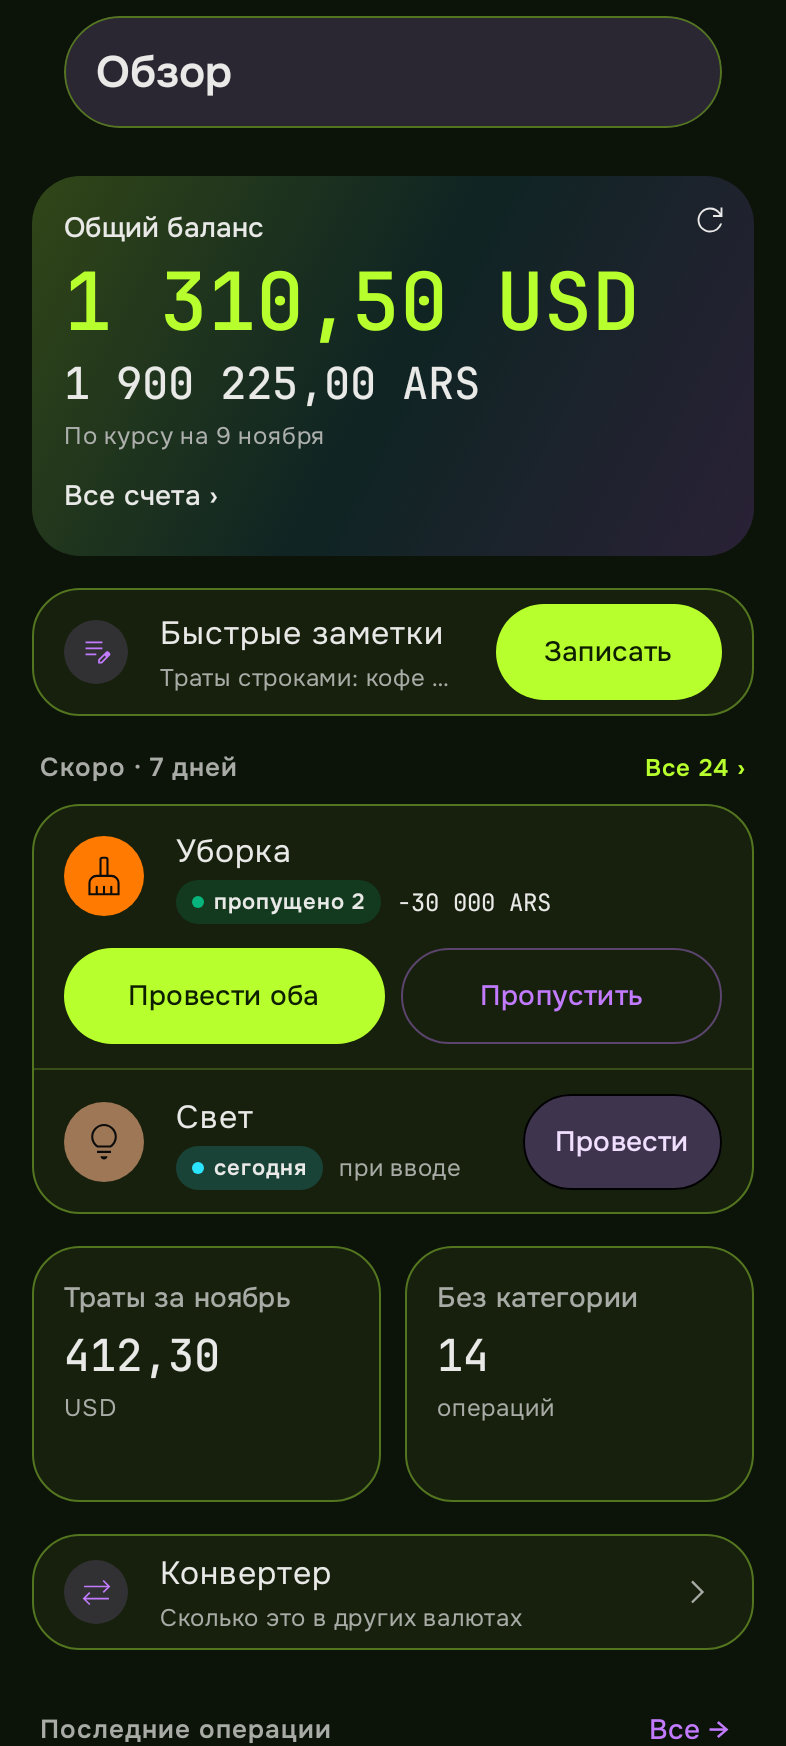 Обзор
Общий баланс
1 310,50 USD
1 900 225,00 ARS
По курсу на 9 ноября
Все счета ›
Быстрые заметки
Траты строками: кофе ...
Записать
Скоро · 7 дней
Все 24 ›
Уборка
пропущено 2 -30 000 ARS
Провести оба
Пропустить
Свет
сегодня при вводе
Провести
Траты за ноябрь
412,30
USD
Без категории
14
операций
Конвертер
Сколько это в других валютах
Последние операции
Все →